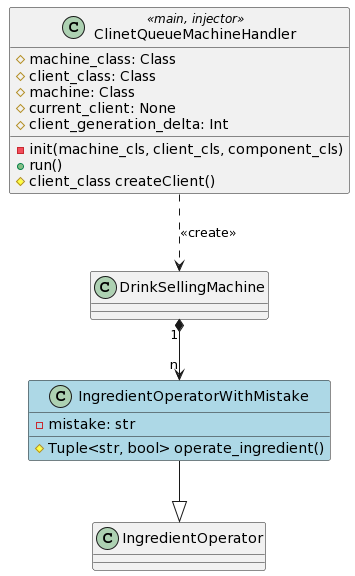 «main, injector»
C ClinetQueueMachineHandler
machine_class: Class
client_class: Class
machine: Class
current_client: None
client_generation_delta: Int
init(machine_cls, client_cls, component_cls)
run()
client_class createClient()
«create»
C DrinkSellingMachine
1
n
C IngredientOperatorWithMistake
mistake: str
Tuple<str, bool> operate_ingredient()
C IngredientOperator